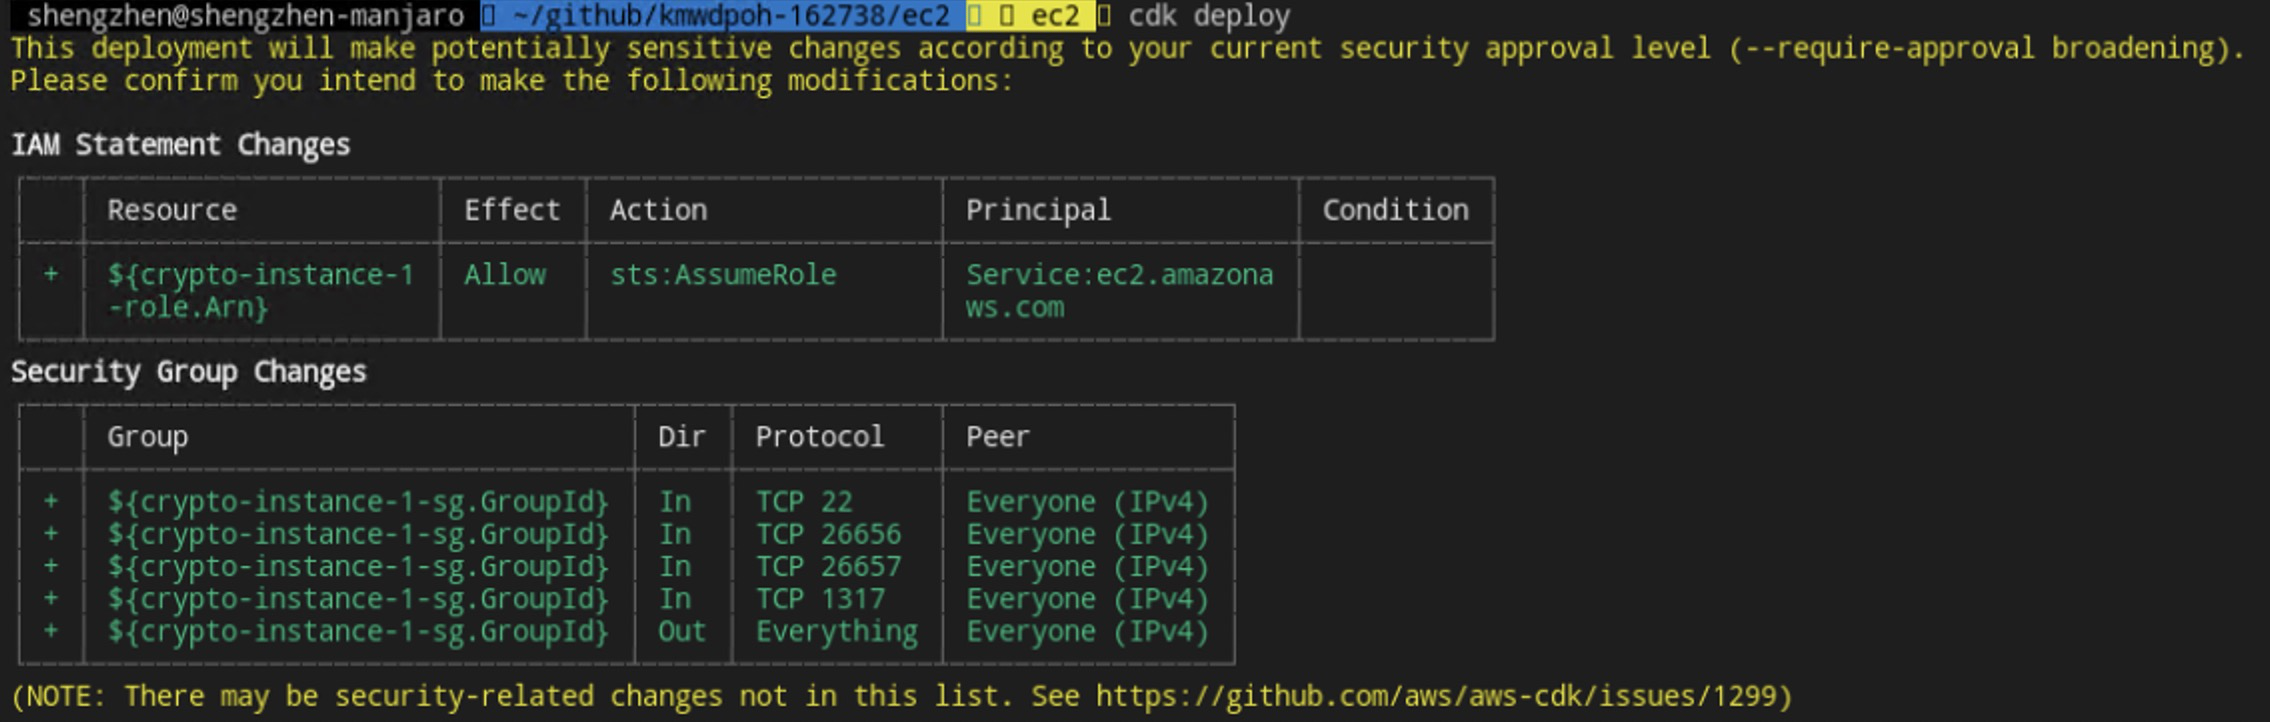 shengzhen@shengzhen-manjaro ~/github/kmwdpoh-162738/ec2 ec2 cdk deploy
This deployment will make potentially sensitive changes according to your current security approval level (--require-approval broadening).
Please confirm you intend to make the following modifications:
IAM Statement Changes
Resource Effect Action Principal Condition
+ ${crypto-instance-1 Allow sts:AssumeRole Service:ec2.amazona
-role.Arn} ws.com
Security Group Changes
Group Dir Protocol Peer
+ ${crypto-instance-1-sg.GroupId} In TCP 22 Everyone (IPv4)
+ ${crypto-instance-1-sg.GroupId} In TCP 26656 Everyone (IPv4)
+ ${crypto-instance-1-sg.GroupId} In TCP 26657 Everyone (IPv4)
+ ${crypto-instance-1-sg.GroupId} In TCP 1317 Everyone (IPv4)
+ ${crypto-instance-1-sg.GroupId} Out Everything Everyone (IPv4)
(NOTE: There may be security-related changes not in this list. See https://github.com/aws/aws-cdk/issues/1299)